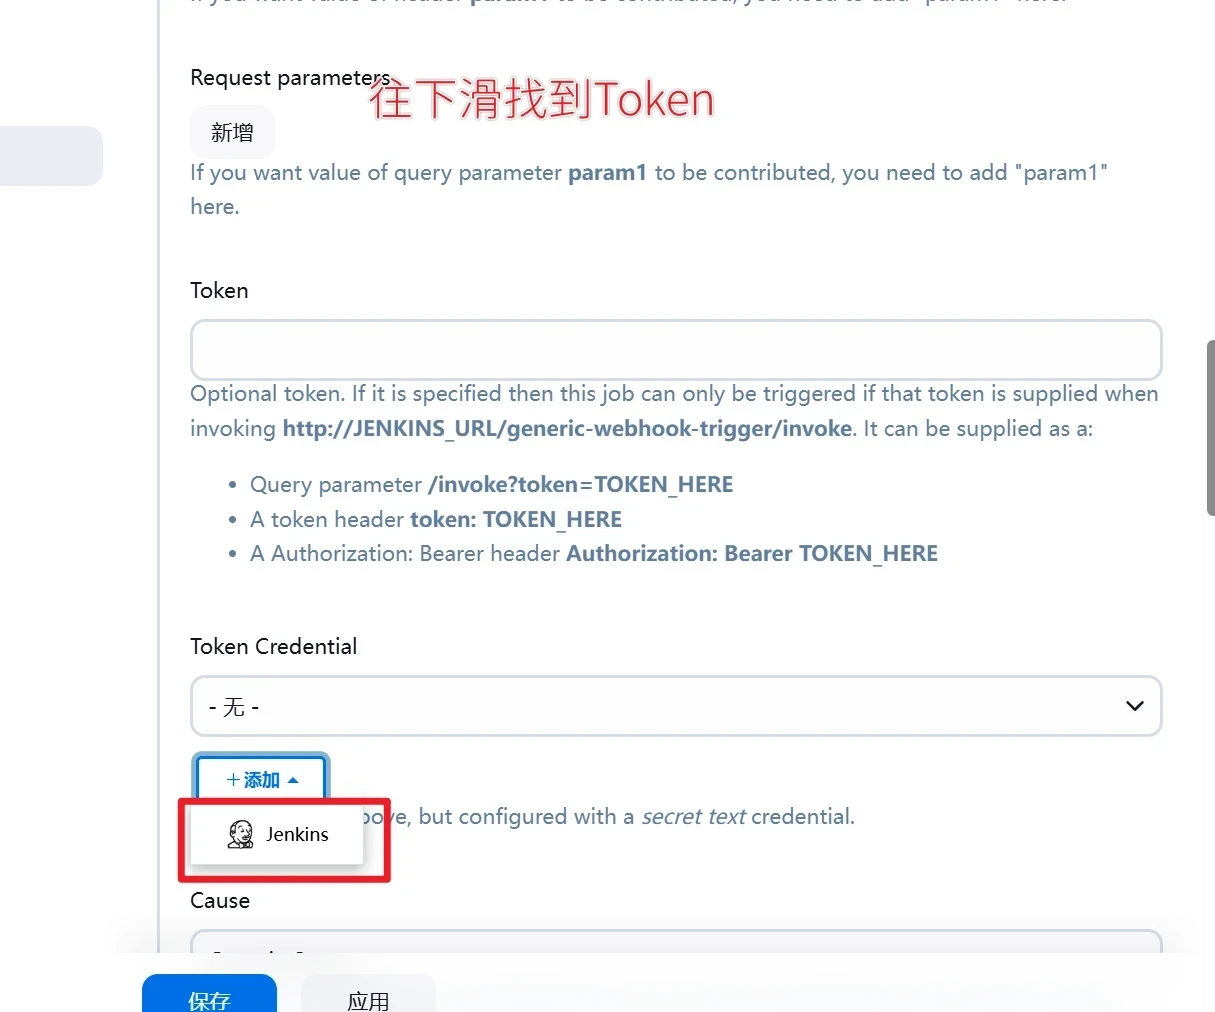 Request parameters
往下滑找到Token
新增
If you want value of query parameter param1 to be contributed, you need to add "param1"
here.
Token
Optional token. If it is specified then this job can only be triggered if that token is supplied when
invoking http://JENKINS_URL/generic-webhook-trigger/invoke. It can be supplied as a:
• Query parameter /invoke?token=TOKEN_HERE
• A token header token: TOKEN_HERE
• A Authorization: Bearer header Authorization: Bearer TOKEN_HERE
Token Credential
- 无 -
+添加
ove, but configured with a secret text credential.
Jenkins
Cause
保存
应用